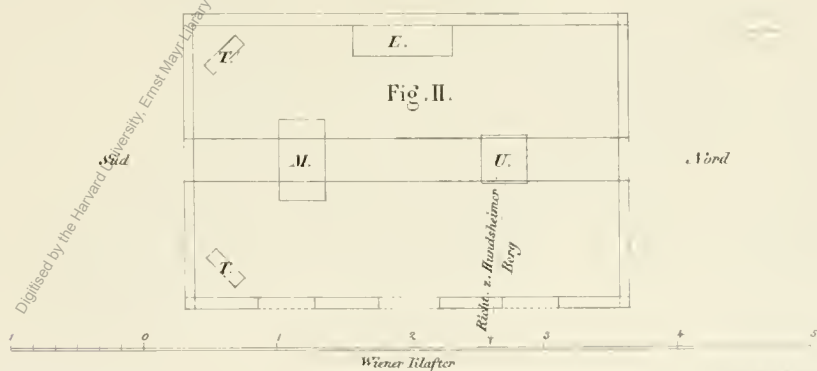 T.
E.
Fig. II.
Süd
M.
U.
Nord
Richt. z. Hundsheimer
Berg
T.
1 0 1 2 3 4 5
Wiener Klafter
Digitised by the Harvard University, Ernst Mayr Library